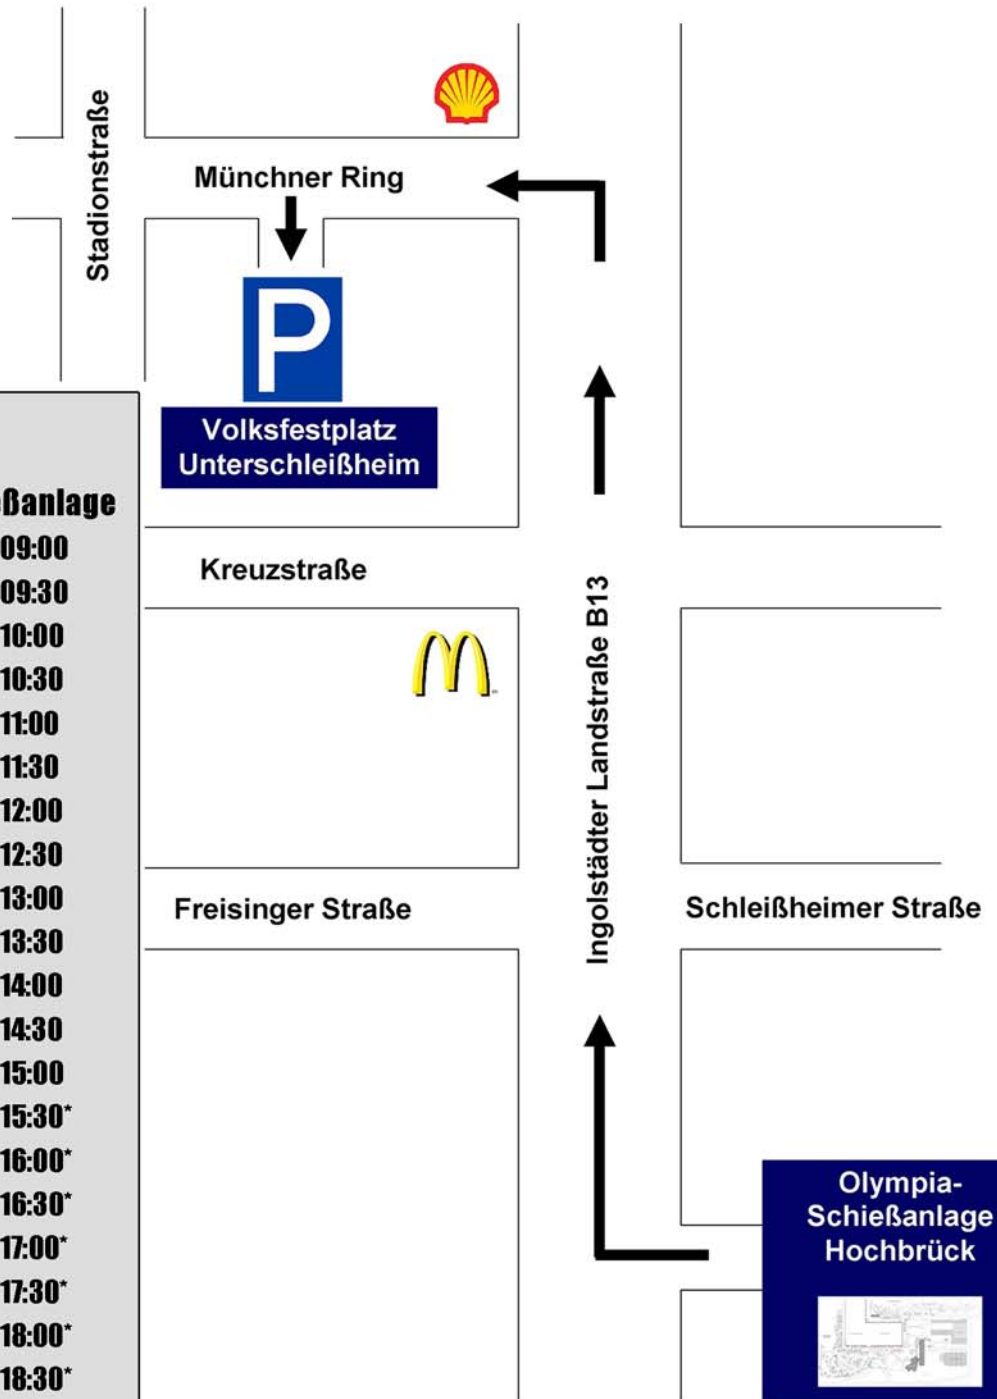 Stadionstraße
Münchner Ring
P
Volksfestplatz
Unterschleißheim
ßanlage
09:00
09:30
10:00
10:30
11:00
11:30
12:00
12:30
13:00
13:30
14:00
14:30
15:00
15:30*
16:00*
16:30*
17:00*
17:30*
18:00*
18:30*
Kreuzstraße
Ingolstädter Landstraße B13
Freisinger Straße
Schleißheimer Straße
Olympia-
Schießanlage
Hochbrück